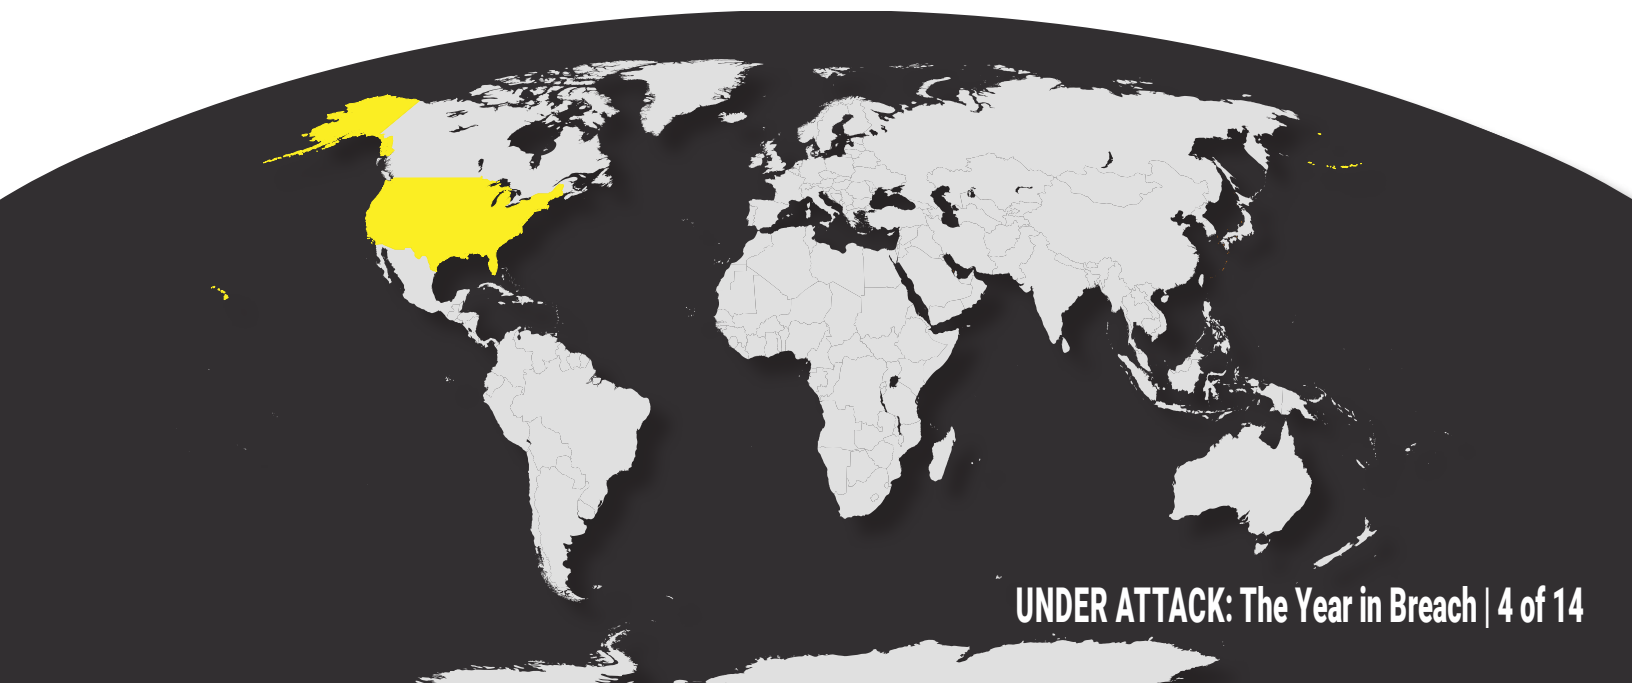 UNDER ATTACK: The Year in Breach | 4 of 14